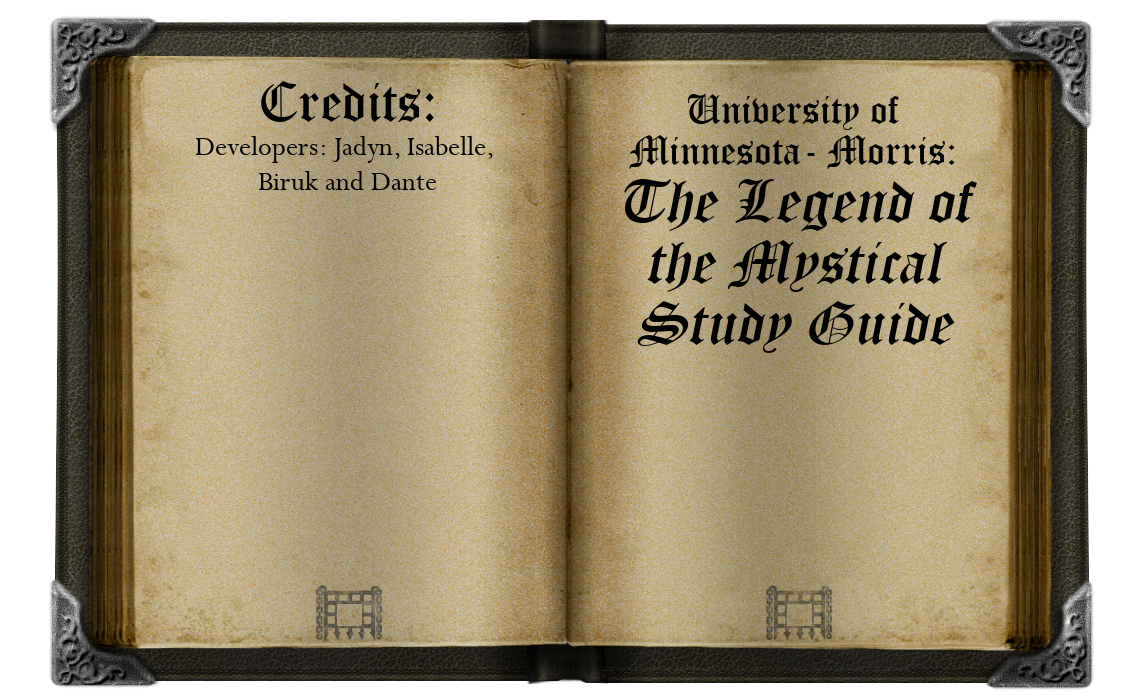 Credits:
Developers: Jadyn, Isabelle,
Biruk and Dante
University of
Minnesota - Morris:
The Legend of
the Mystical
Study Guide